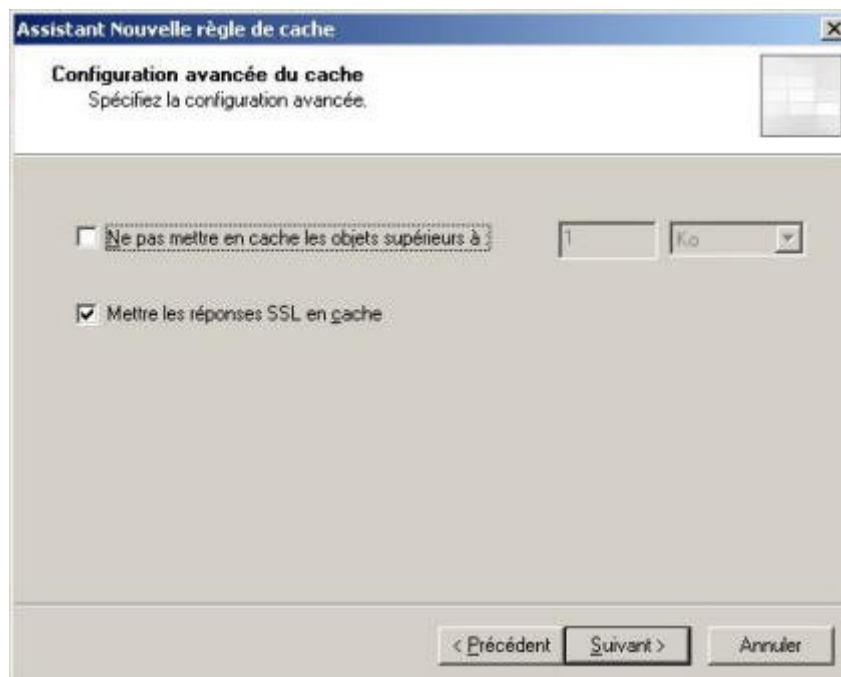 Assistant Nouvelle règle de cache
Configuration avancée du cache
Spécifiez la configuration avancée.
Ne pas mettre en cache les objets supérieurs à : 1 Ko
Mettre les réponses SSL en cache
< Précédent Suivant > Annuler